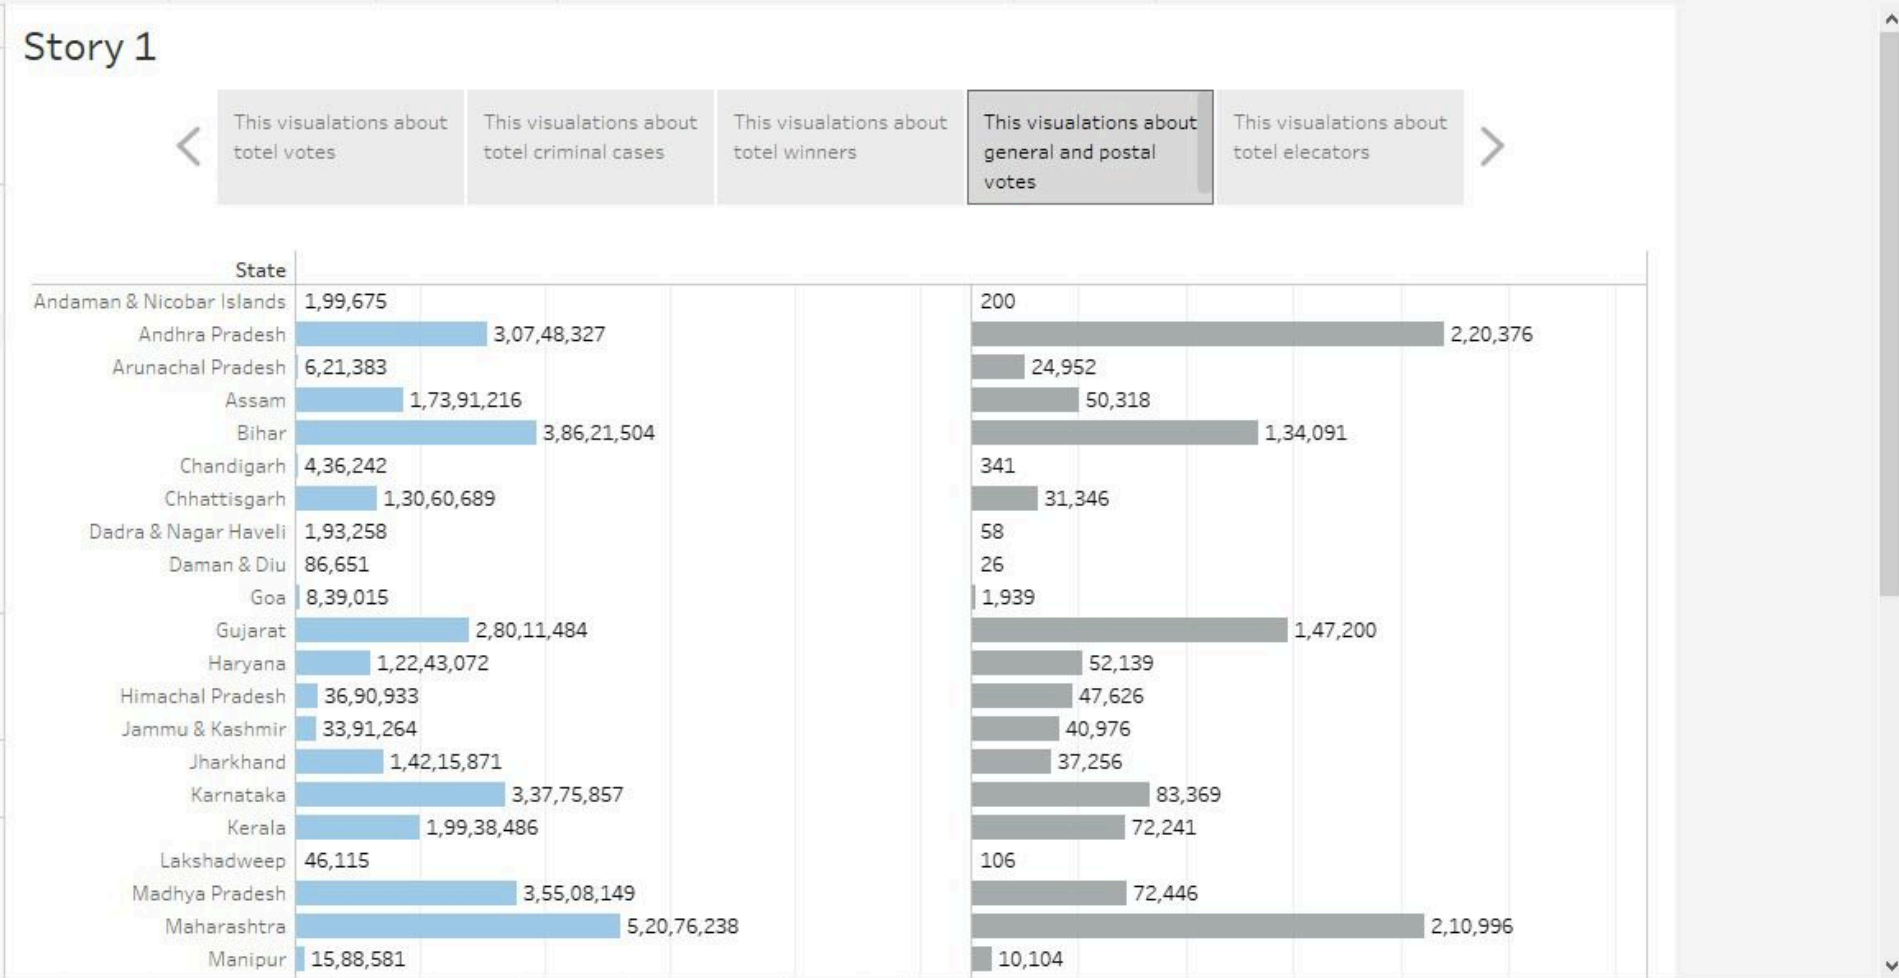 Story 1
This visualations about
totel votes
This visualations about
totel criminal cases
This visualations about
totel winners
This visualations about
general and postal
votes
This visualations about
totel elecators
State
Andaman & Nicobar Islands 1,99,675 200
Andhra Pradesh 3,07,48,327 2,20,376
Arunachal Pradesh 6,21,383 24,952
Assam 1,73,91,216 50,318
Bihar 3,86,21,504 1,34,091
Chandigarh 4,36,242 341
Chhattisgarh 1,30,60,689 31,346
Dadra & Nagar Haveli 1,93,258 58
Daman & Diu 86,651 26
Goa 8,39,015 1,939
Gujarat 2,80,11,484 1,47,200
Haryana 1,22,43,072 52,139
Himachal Pradesh 36,90,933 47,626
Jammu & Kashmir 33,91,264 40,976
Jharkhand 1,42,15,871 37,256
Karnataka 3,37,75,857 83,369
Kerala 1,99,38,486 72,241
Lakshadweep 46,115 106
Madhya Pradesh 3,55,08,149 72,446
Maharashtra 5,20,76,238 2,10,996
Manipur 15,88,581 10,104